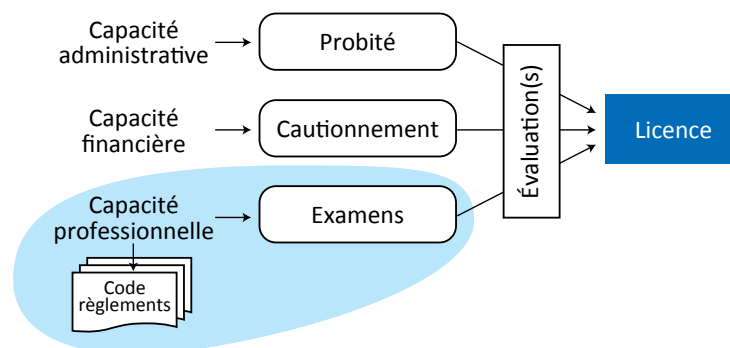 Capacité
administrative
Probité
Capacité
financière
Cautionnement
Évaluation(s)
Licence
Capacité
professionnelle
Examens
Code
règlements